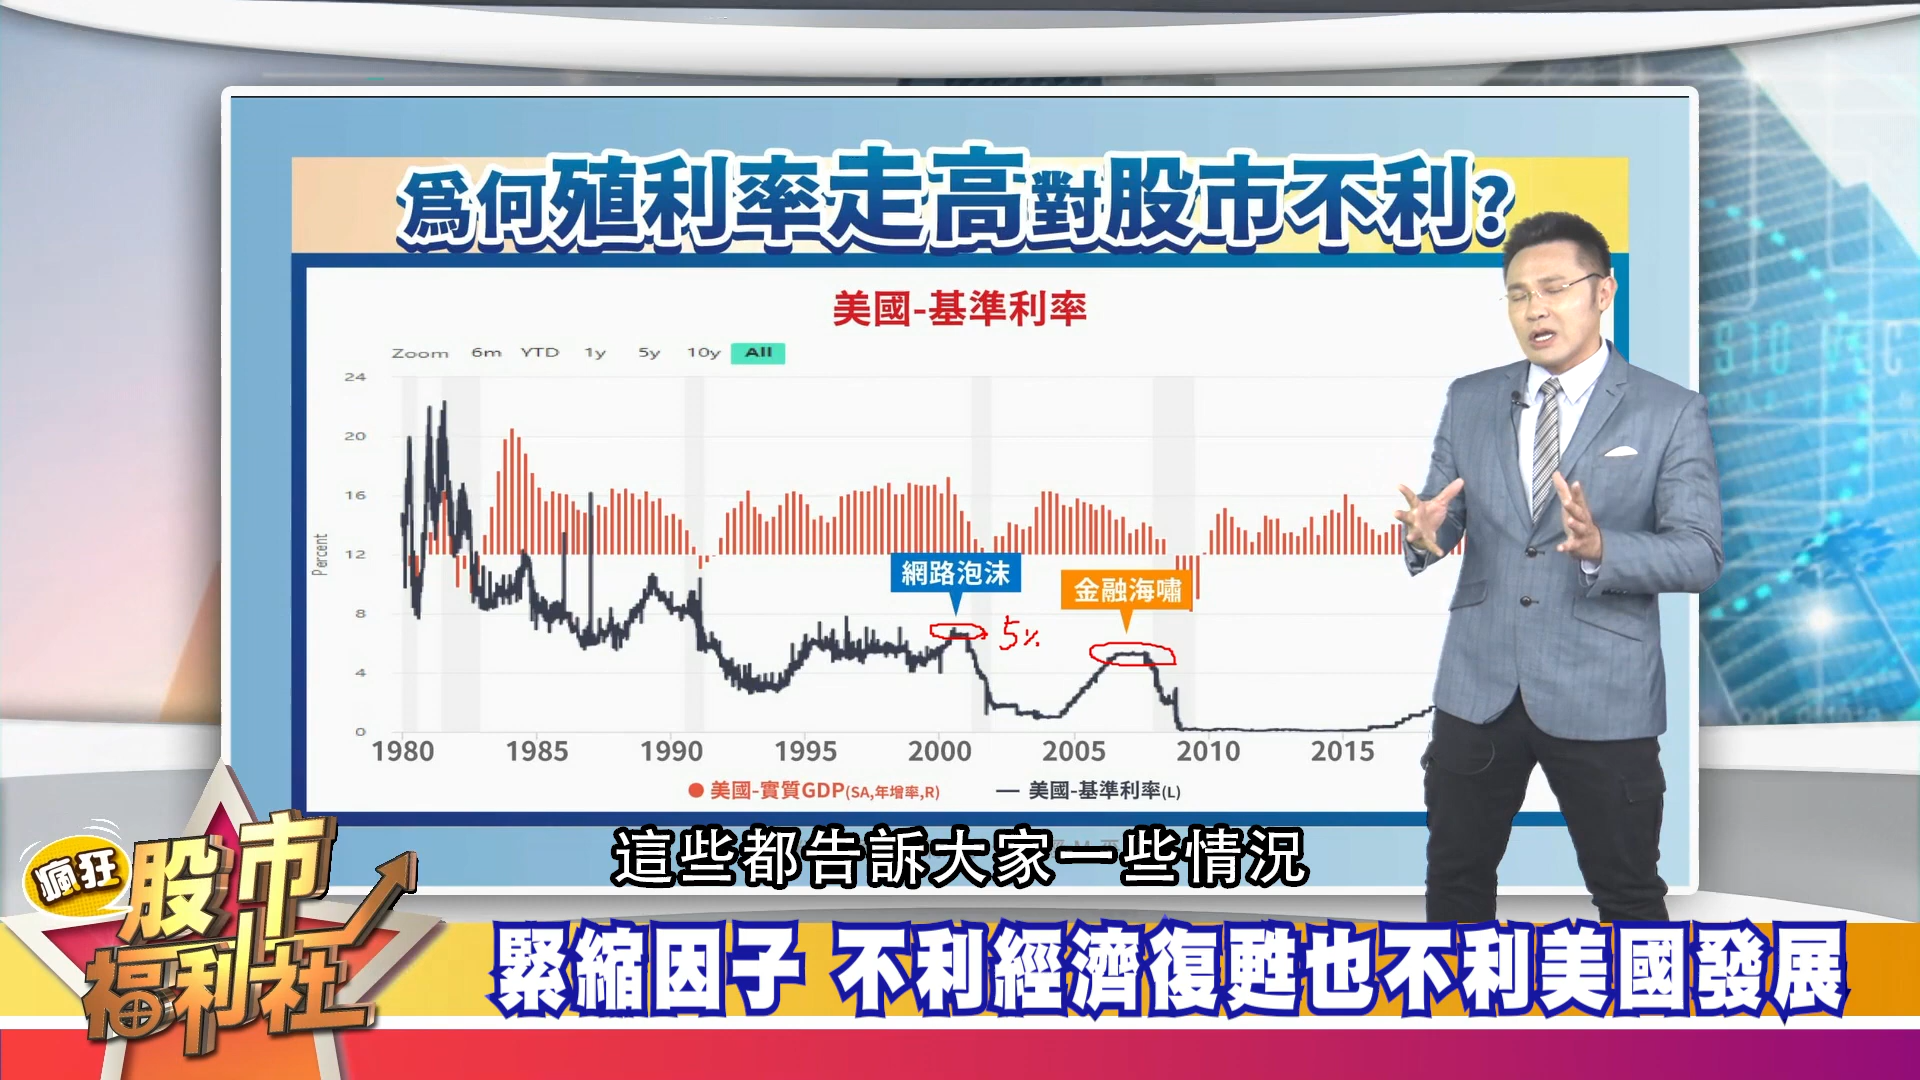 為何殖利率走高對股市不利?
美國-基準利率
Zoom 6m YTD 1y 5y 10y All
24
20
16
12
8
4
0
Percent
網路泡沫
金融海嘯
5%
1980 1985 1990 1995 2000 2005 2010 2015
美國-實質GDP(SA,年增率,R) 美國-基準利率(L)
這些都告訴大家一些情況
瘋狂
股市
福利社
緊縮因子 不利經濟復甦也不利美國發展